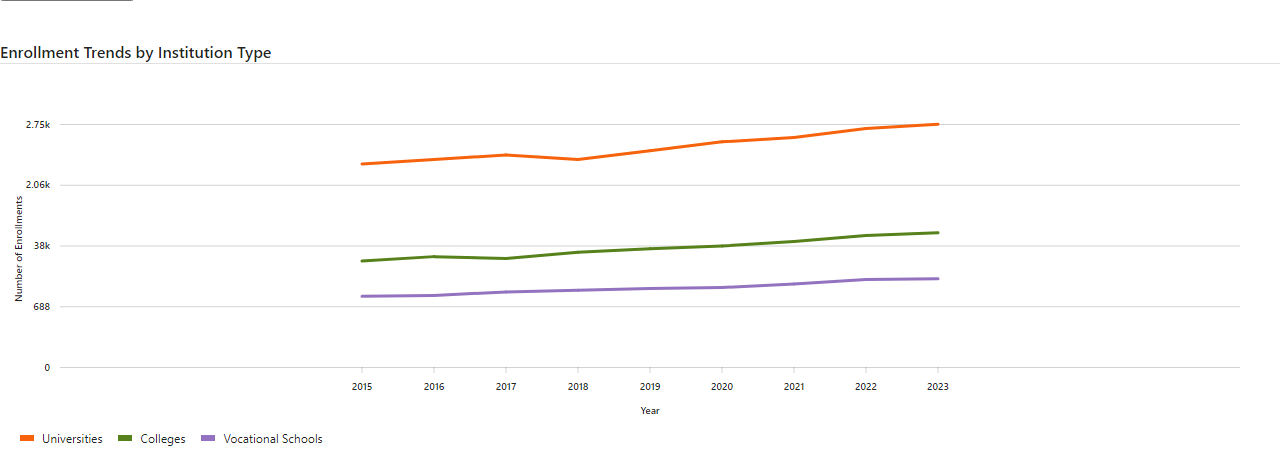 Enrollment Trends by Institution Type
2.75k
2.06k
38k
688
0
Number of Enrollments
2015 2016 2017 2018 2019 2020 2021 2022 2023
Year
Universities Colleges Vocational Schools